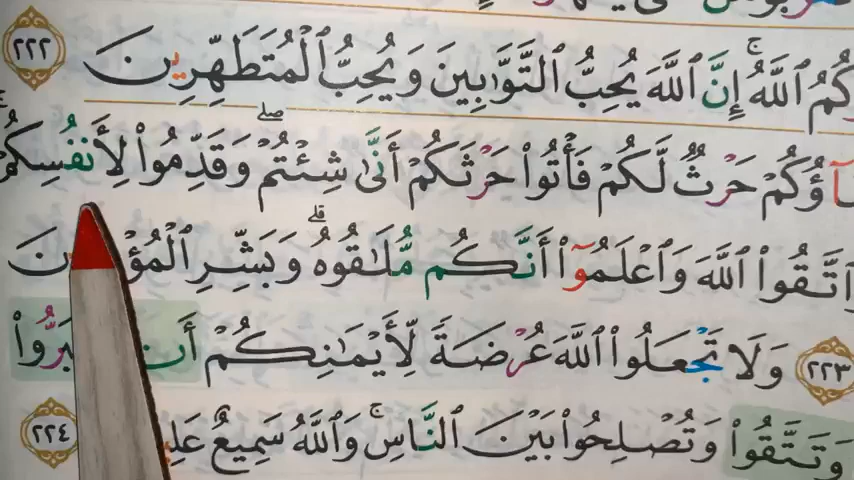 ٱللَّهُۚ إِنَّ ٱللَّهَ يُحِبُّ ٱلتَّوَّٰبِينَ وَيُحِبُّ ٱلْمُتَطَهِّرِينَ ٢٢٢
حَرْثٌ لَّكُمْ فَأْتُوا۟ حَرْثَكُمْ أَنَّىٰ شِئْتُمْۖ وَقَدِّمُوا۟ لِأَنفُسِكُمْ
ٱتَّقُوا۟ ٱللَّهَ وَٱعْلَمُوٓا۟ أَنَّكُم مُّلَٰقُوهُۗ وَبَشِّرِ
٢٢٣ وَلَا تَجْعَلُوا۟ ٱللَّهَ عُرْضَةً لِّأَيْمَٰنِكُمْ أَن
وَتَتَّقُوا۟ وَتُصْلِحُوا۟ بَيْنَ ٱلنَّاسِۚ وَٱللَّهُ سَمِيعٌ ٢٢٤